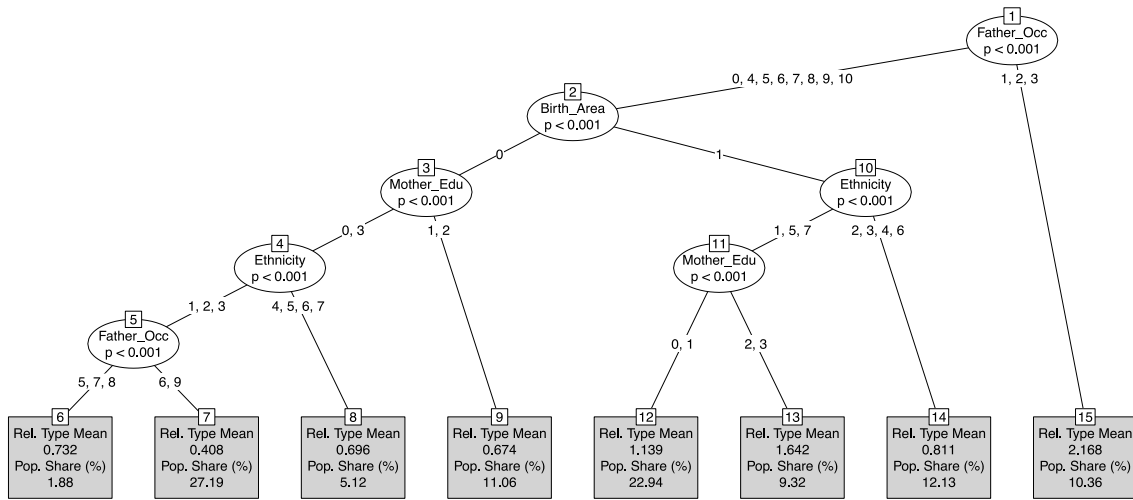 1
Father_Occ
p < 0.001
0, 4, 5, 6, 7, 8, 9, 10
1, 2, 3
2
Birth_Area
p < 0.001
0
1
3
Mother_Edu
p < 0.001
10
Ethnicity
p < 0.001
0, 3
1, 2
1, 5, 7
2, 3, 4, 6
4
Ethnicity
p < 0.001
11
Mother_Edu
p < 0.001
1, 2, 3
4, 5, 6, 7
5
Father_Occ
p < 0.001
0, 1
2, 3
5, 7, 8
6, 9
6
Rel. Type Mean
0.732
Pop. Share (%)
1.88
7
Rel. Type Mean
0.408
Pop. Share (%)
27.19
8
Rel. Type Mean
0.696
Pop. Share (%)
5.12
9
Rel. Type Mean
0.674
Pop. Share (%)
11.06
12
Rel. Type Mean
1.139
Pop. Share (%)
22.94
13
Rel. Type Mean
1.642
Pop. Share (%)
9.32
14
Rel. Type Mean
0.811
Pop. Share (%)
12.13
15
Rel. Type Mean
2.168
Pop. Share (%)
10.36